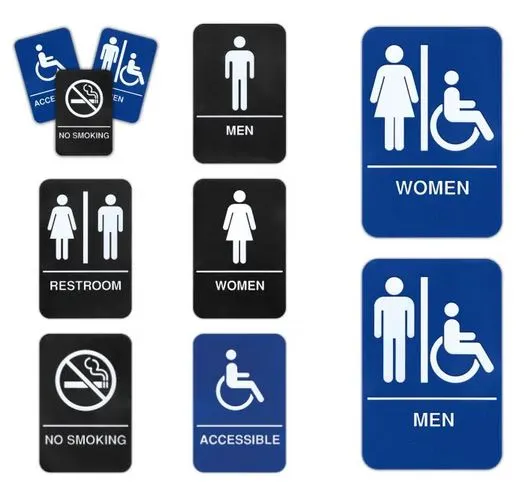 NO SMOKING
MEN
WOMEN
RESTROOM
WOMEN
NO SMOKING
ACCESSIBLE
MEN